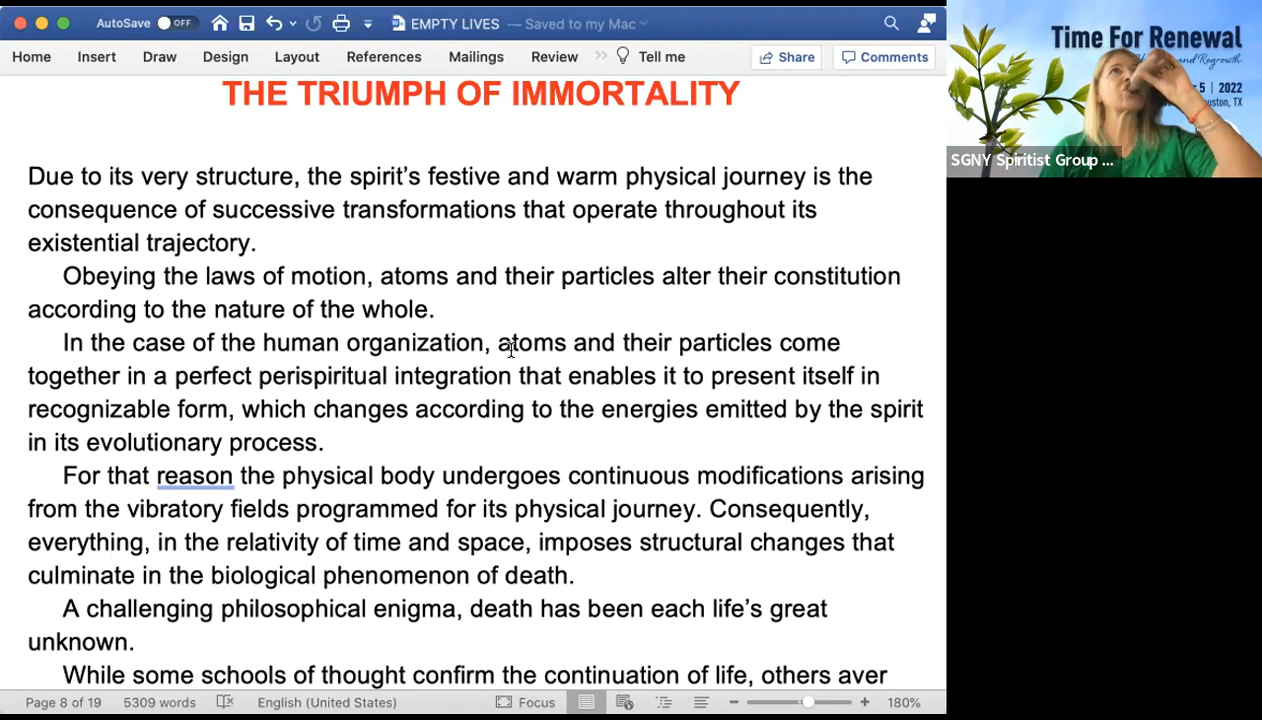 AutoSave OFF EMPTY LIVES — Saved to my Mac
Home Insert Draw Design Layout References Mailings Review Tell me Share Comments
THE TRIUMPH OF IMMORTALITY
Due to its very structure, the spirit’s festive and warm physical journey is the
consequence of successive transformations that operate throughout its
existential trajectory.
Obeying the laws of motion, atoms and their particles alter their constitution
according to the nature of the whole.
In the case of the human organization, atoms and their particles come
together in a perfect perispiritual integration that enables it to present itself in
recognizable form, which changes according to the energies emitted by the spirit
in its evolutionary process.
For that reason the physical body undergoes continuous modifications arising
from the vibratory fields programmed for its physical journey. Consequently,
everything, in the relativity of time and space, imposes structural changes that
culminate in the biological phenomenon of death.
A challenging philosophical enigma, death has been each life’s great
unknown.
While some schools of thought confirm the continuation of life, others aver
Page 8 of 19 5309 words English (United States) Focus 180%
Time For Renewal
and Regrowth
5 | 2022
TX
SGNY Spiritist Group ...